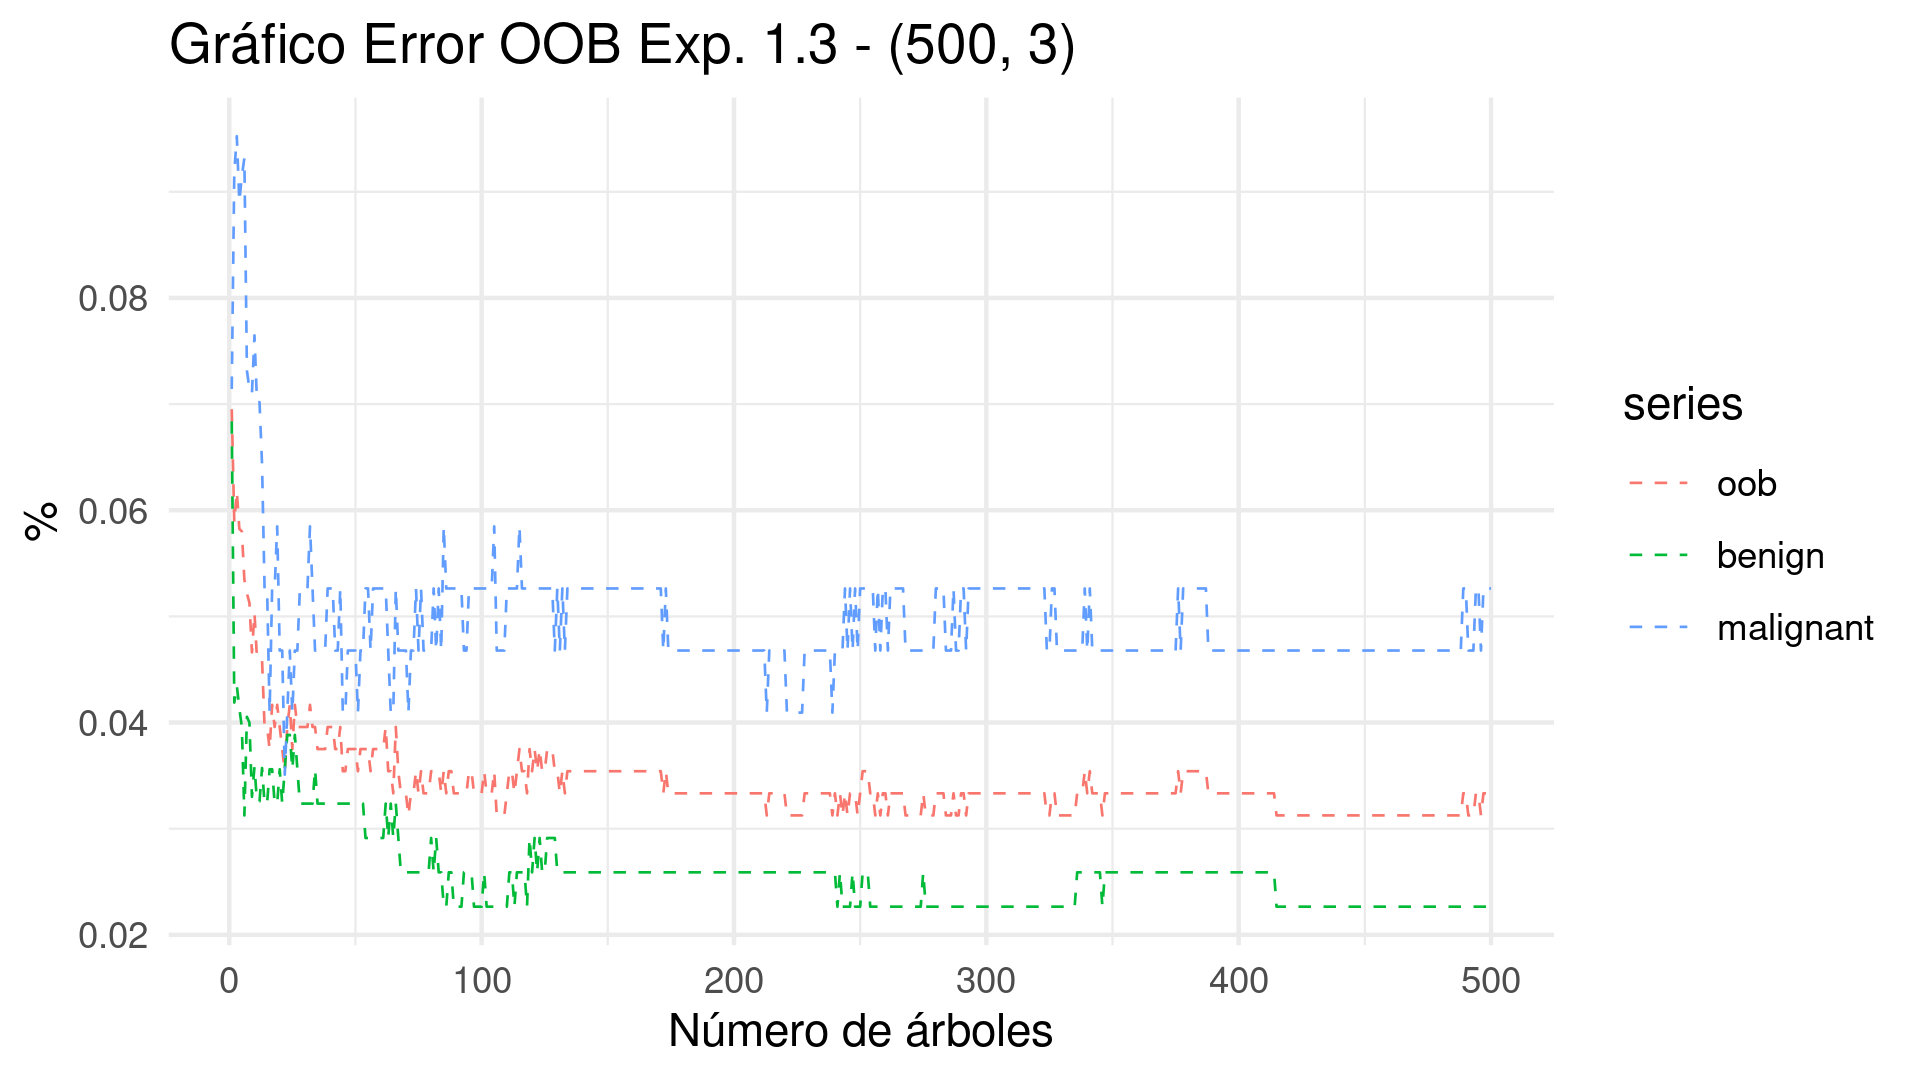 Gráfico Error OOB Exp. 1.3 - (500, 3)
%
0.08
0.06
0.04
0.02
0
100
200
300
400
500
Número de árboles
series
oob
benign
malignant